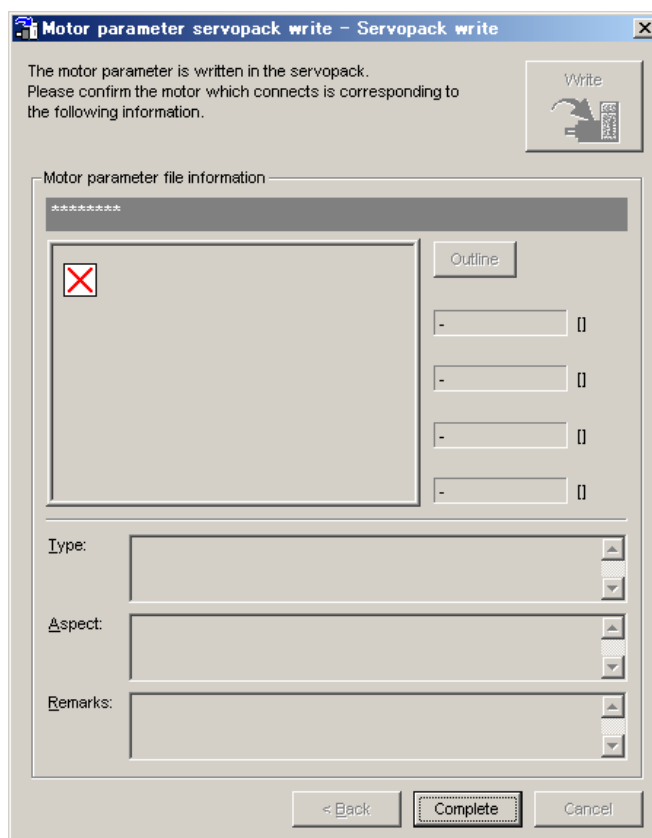 Motor parameter servopack write - Servopack write
The motor parameter is written in the servopack.
Please confirm the motor which connects is corresponding to
the following information.
Write
Motor parameter file information
********
Outline
- []
- []
- []
- []
Type:
Aspect:
Remarks:
< Back
Complete
Cancel